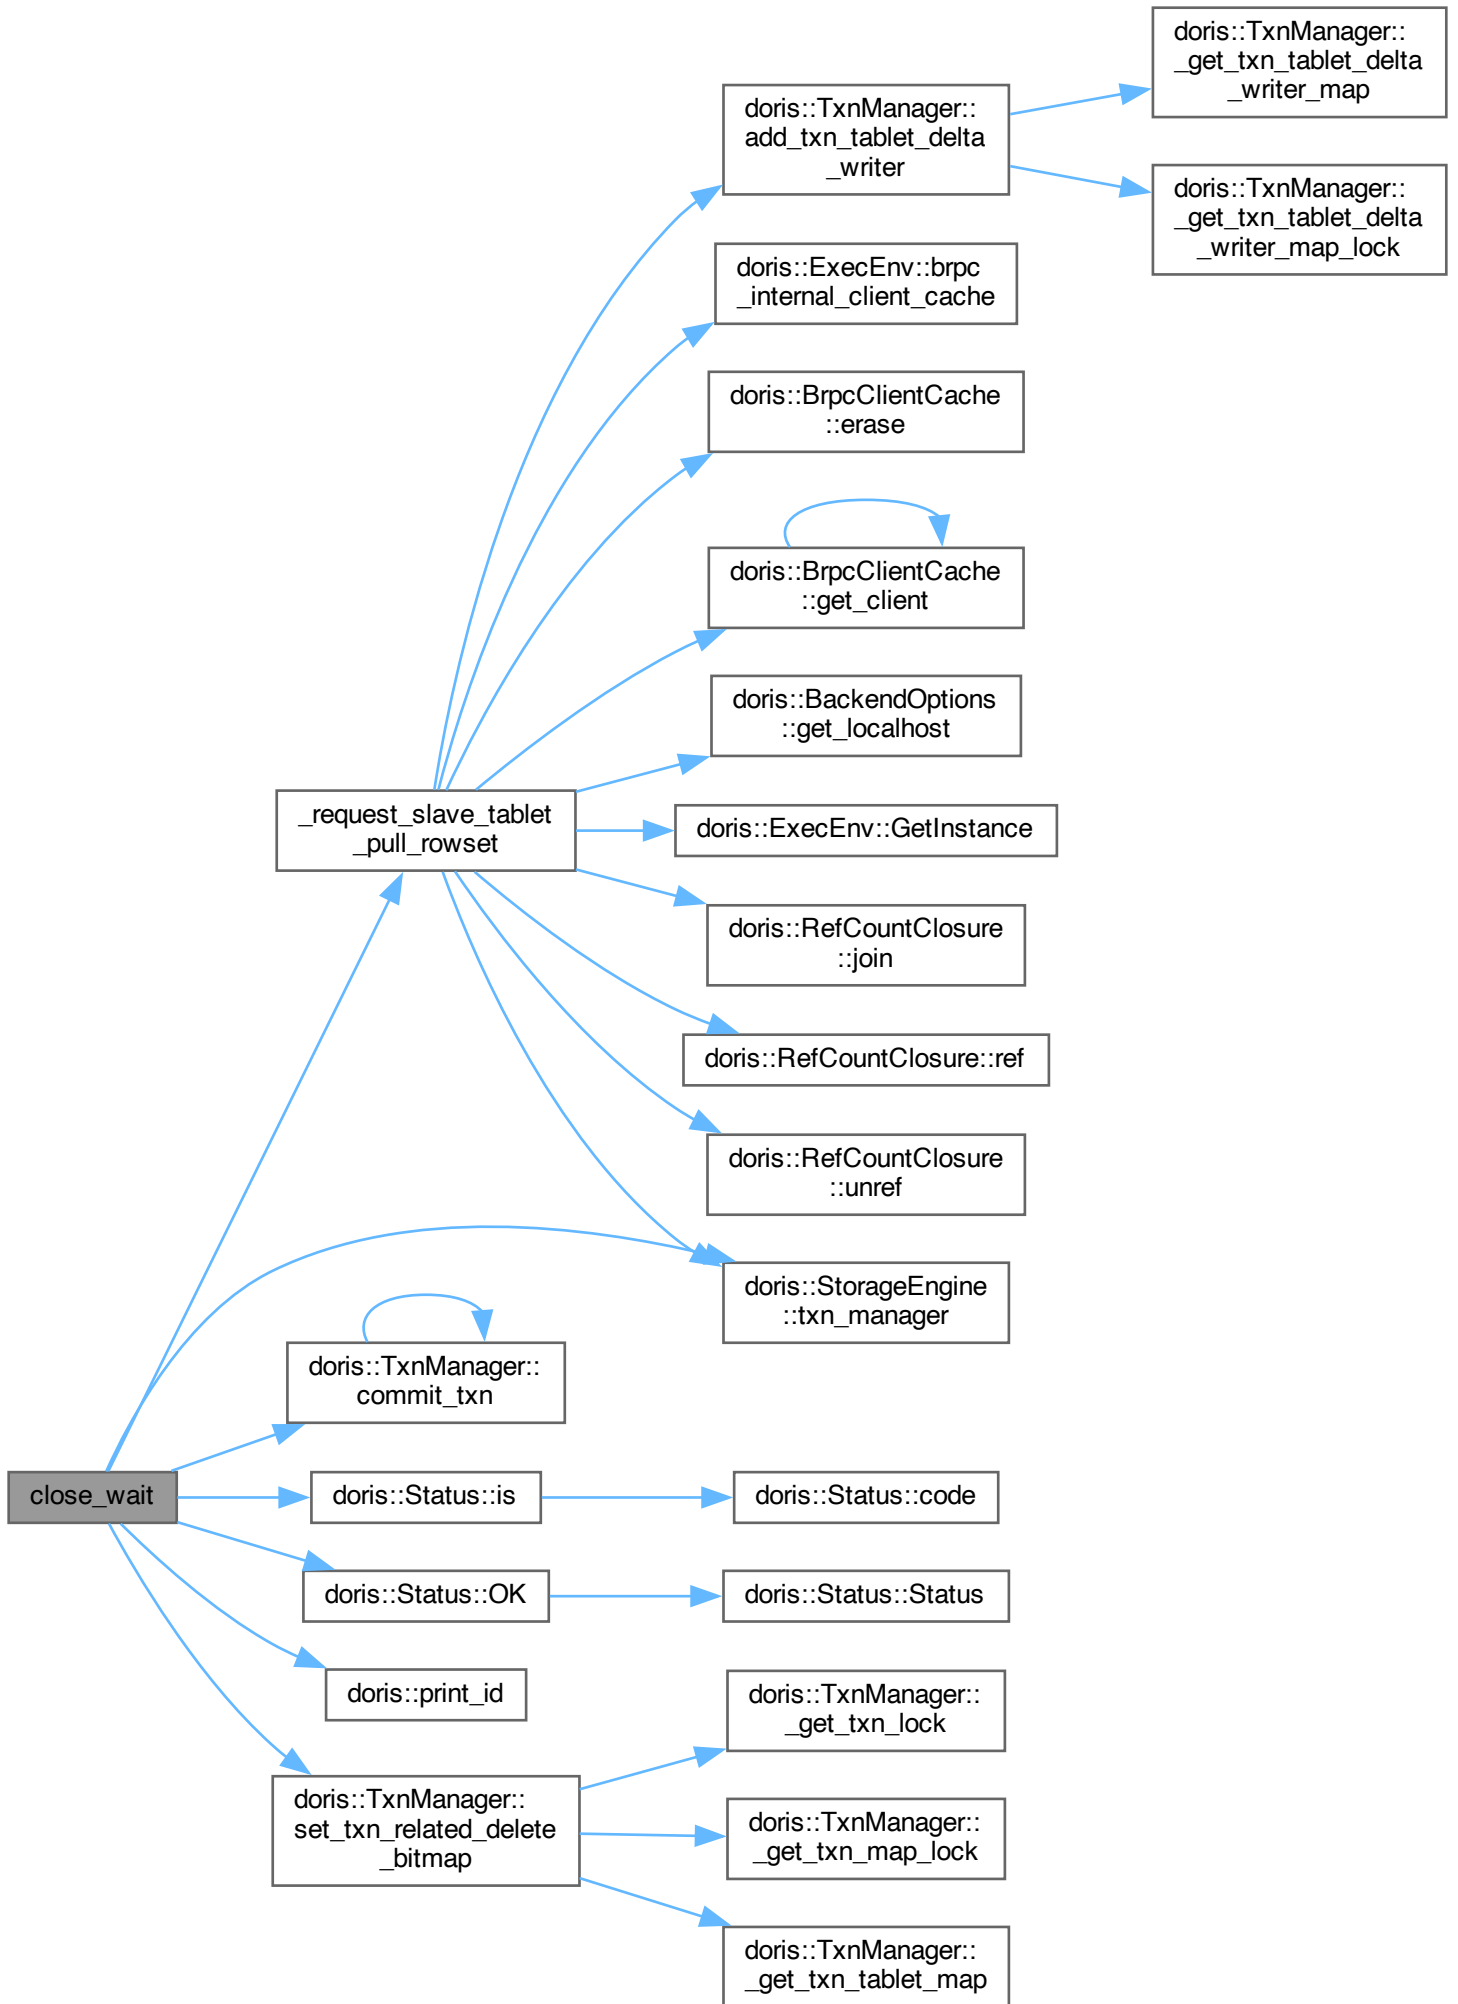 doris::TxnManager::
_get_txn_tablet_delta
_writer_map
doris::TxnManager::
add_txn_tablet_delta
_writer
doris::TxnManager::
_get_txn_tablet_delta
_writer_map_lock
doris::ExecEnv::brpc
_internal_client_cache
doris::BrpcClientCache
::erase
doris::BrpcClientCache
::get_client
doris::BackendOptions
::get_localhost
_request_slave_tablet
_pull_rowset
doris::ExecEnv::GetInstance
doris::RefCountClosure
::join
doris::RefCountClosure::ref
doris::RefCountClosure
::unref
doris::StorageEngine
::txn_manager
doris::TxnManager::
commit_txn
close_wait
doris::Status::is
doris::Status::code
doris::Status::OK
doris::Status::Status
doris::print_id
doris::TxnManager::
_get_txn_lock
doris::TxnManager::
set_txn_related_delete
_bitmap
doris::TxnManager::
_get_txn_map_lock
doris::TxnManager::
_get_txn_tablet_map